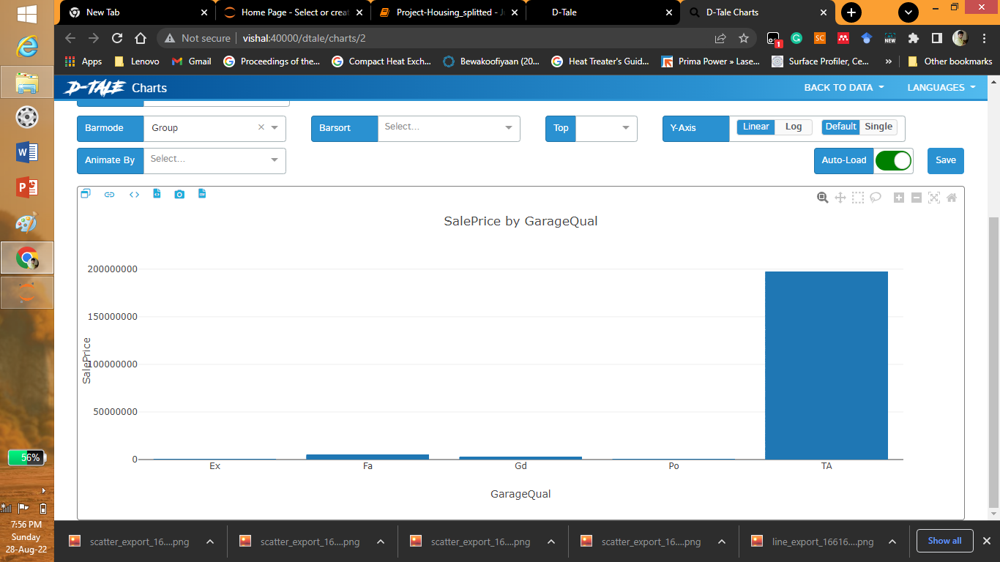 New Tab
Home Page - Select or creat
Project-Housing_splitted - J
D-Tale
D-Tale Charts
Not secure | vishal:40000/dtale/charts/2
SC
NEW
1
Apps
Lenovo
Gmail
Proceedings of the...
Compact Heat Exch...
Bewakoofiyaan (20...
Heat Treater's Guid...
Prima Power » Lase...
Surface Profiler, Ce...
»
Other bookmarks
D-TALE Charts
BACK TO DATA
LANGUAGES
Barmode Group
Barsort Select...
Top
Y-Axis Linear Log Default Single
Animate By Select...
Auto-Load
Save
SalePrice by GarageQual
200000000
150000000
100000000
50000000
0
SalePrice
Ex Fa Gd Po TA
GarageQual
56%
7:56 PM
Sunday
28-Aug-22
scatter_export_16....png
scatter_export_16....png
scatter_export_16....png
scatter_export_16....png
line_export_16616....png
Show all